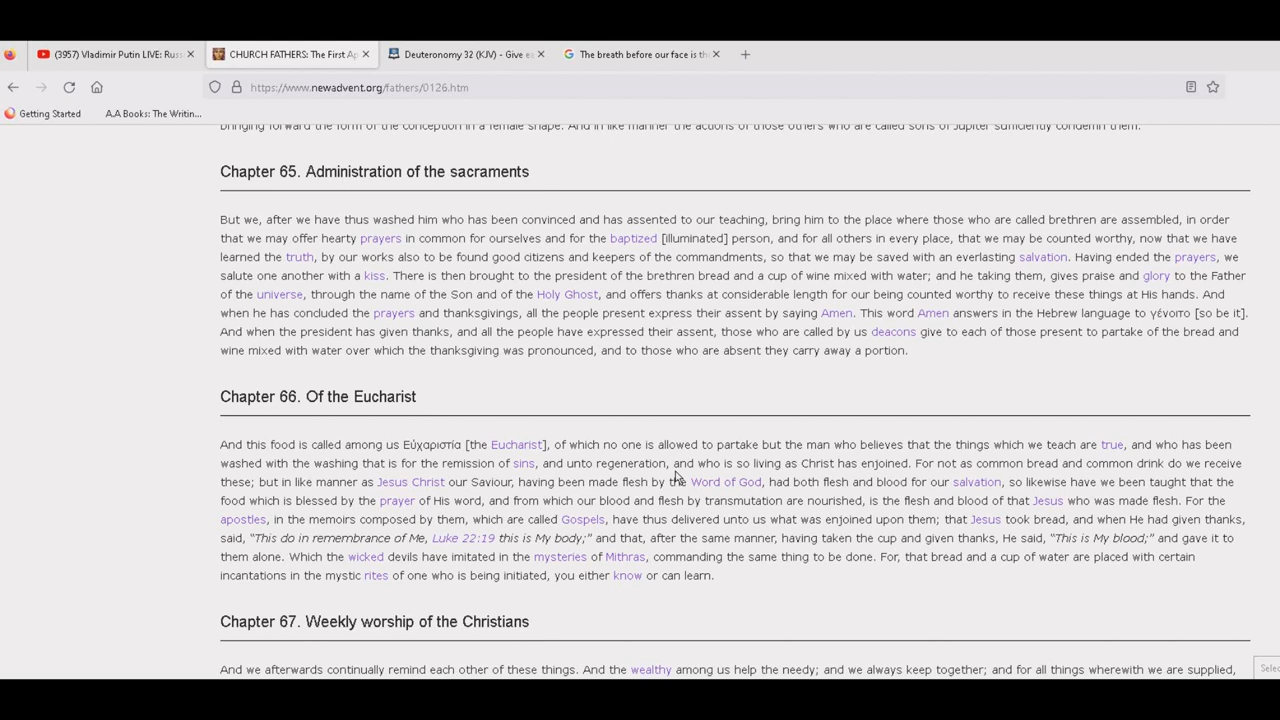 (3957) Vladimir Putin LIVE: Rus
CHURCH FATHERS: The First Ap
Deuteronomy 32 (KJV) - Give e
The breath before our face is th
https://www.newadvent.org/fathers/0126.htm
Getting Started
A.A Books: The Writin...
bringing forward the form of the conception in a female shape. And in like manner the actions of those others who are called sons of Jupiter sufficiently condemn them.
Chapter 65. Administration of the sacraments
But we, after we have thus washed him who has been convinced and has assented to our teaching, bring him to the place where those who are called brethren are assembled, in order
that we may offer hearty prayers in common for ourselves and for the baptized [illuminated] person, and for all others in every place, that we may be counted worthy, now that we have
learned the truth, by our works also to be found good citizens and keepers of the commandments, so that we may be saved with an everlasting salvation. Having ended the prayers, we
salute one another with a kiss. There is then brought to the president of the brethren bread and a cup of wine mixed with water; and he taking them, gives praise and glory to the Father
of the universe, through the name of the Son and of the Holy Ghost, and offers thanks at considerable length for our being counted worthy to receive these things at His hands. And
when he has concluded the prayers and thanksgivings, all the people present express their assent by saying Amen. This word Amen answers in the Hebrew language to γένοιτο [so be it].
And when the president has given thanks, and all the people have expressed their assent, those who are called by us deacons give to each of those present to partake of the bread and
wine mixed with water over which the thanksgiving was pronounced, and to those who are absent they carry away a portion.
Chapter 66. Of the Eucharist
And this food is called among us Εὐχαριστία [the Eucharist], of which no one is allowed to partake but the man who believes that the things which we teach are true, and who has been
washed with the washing that is for the remission of sins, and unto regeneration, and who is so living as Christ has enjoined. For not as common bread and common drink do we receive
these; but in like manner as Jesus Christ our Saviour, having been made flesh by the Word of God, had both flesh and blood for our salvation, so likewise have we been taught that the
food which is blessed by the prayer of His word, and from which our blood and flesh by transmutation are nourished, is the flesh and blood of that Jesus who was made flesh. For the
apostles, in the memoirs composed by them, which are called Gospels, have thus delivered unto us what was enjoined upon them; that Jesus took bread, and when He had given thanks,
said, “This do in remembrance of Me, Luke 22:19 this is My body;” and that, after the same manner, having taken the cup and given thanks, He said, “This is My blood;” and gave it to
them alone. Which the wicked devils have imitated in the mysteries of Mithras, commanding the same thing to be done. For, that bread and a cup of water are placed with certain
incantations in the mystic rites of one who is being initiated, you either know or can learn.
Chapter 67. Weekly worship of the Christians
And we afterwards continually remind each other of these things. And the wealthy among us help the needy; and we always keep together; and for all things wherewith we are supplied,
Selec